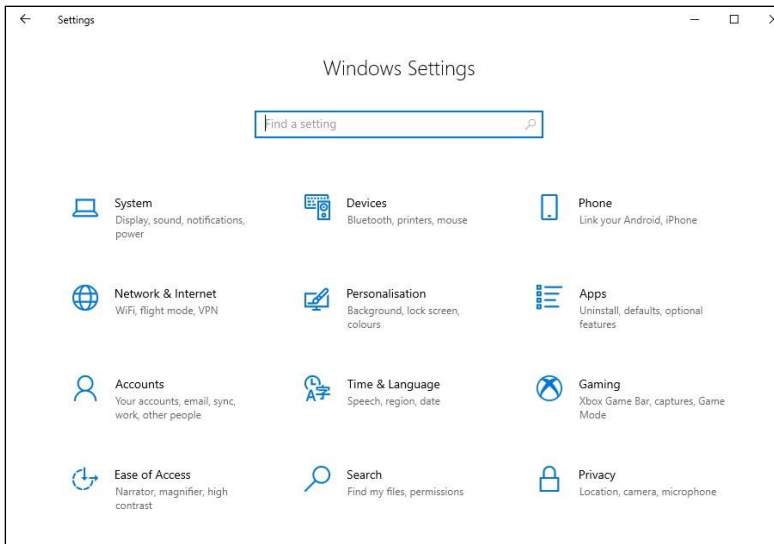 Settings
Windows Settings
Find a setting
System
Display, sound, notifications,
power
Devices
Bluetooth, printers, mouse
Phone
Link your Android, iPhone
Network & Internet
WiFi, flight mode, VPN
Personalisation
Background, lock screen,
colours
Apps
Uninstall, defaults, optional
features
Accounts
Your accounts, email, sync,
work, other people
Time & Language
Speech, region, date
Gaming
Xbox Game Bar, captures, Game
Mode
Ease of Access
Narrator, magnifier, high
contrast
Search
Find my files, permissions
Privacy
Location, camera, microphone